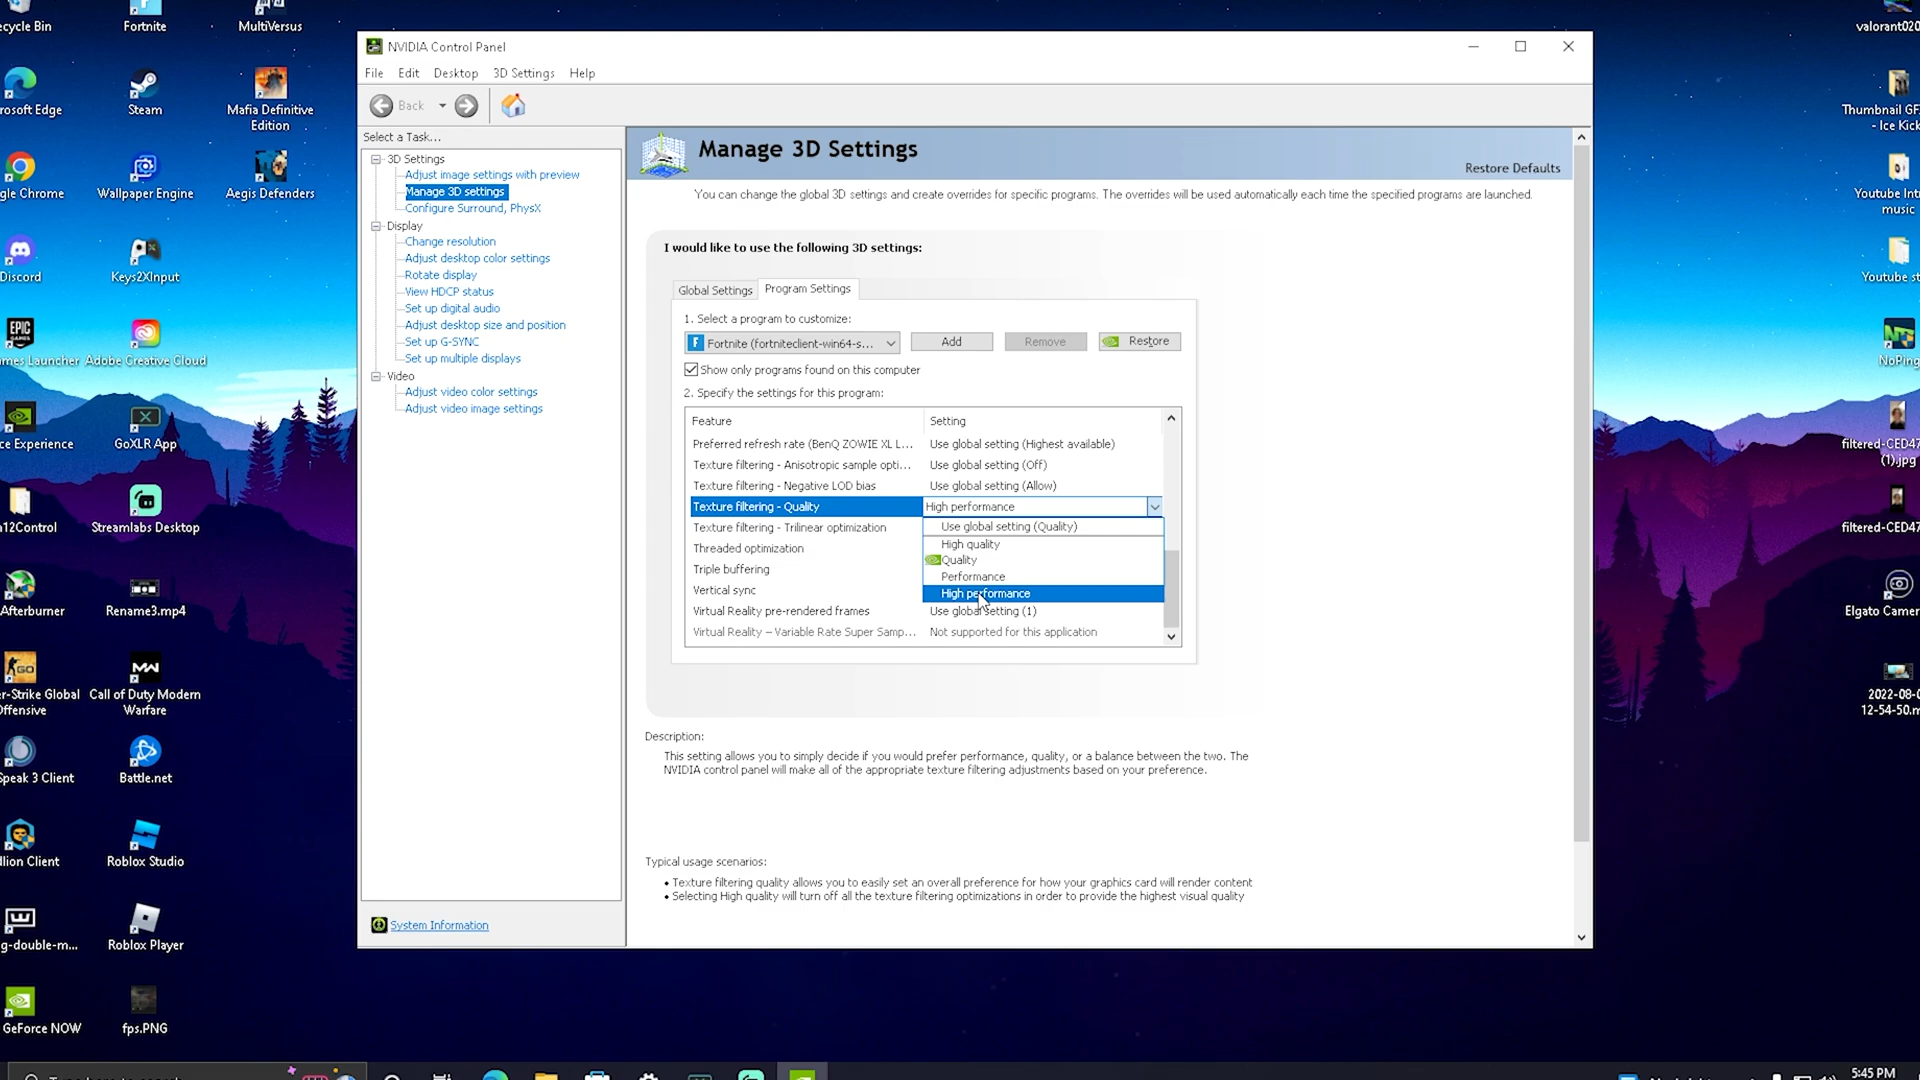 ecycle Bin
Fortnite
MultiVersus
valorant020
rosoft Edge
Steam
Mafia Definitive
Edition
Thumbnail GF
- Ice Kick
gle Chrome
Wallpaper Engine
Aegis Defenders
Youtube Int
music
Discord
Keys2XInput
Youtube st
EPIC
GAMES
ames Launcher
Adobe Creative Cloud
NoPing
ce Experience
GoXLR App
filtered-CED4
(1).jpg
n12Control
Streamlabs Desktop
filtered-CED47
Afterburner
Rename3.mp4
Elgato Camer
r-Strike Global
Offensive
Call of Duty Modern
Warfare
2022-08-0
12-54-50.m
Speak 3 Client
Battle.net
dlion Client
Roblox Studio
g-double-m...
Roblox Player
GeForce NOW
fps.PNG
NVIDIA Control Panel
File Edit Desktop 3D Settings Help
Back
Select a Task...
3D Settings
Adjust image settings with preview
Manage 3D settings
Configure Surround, PhysX
Display
Change resolution
Adjust desktop color settings
Rotate display
View HDCP status
Set up digital audio
Adjust desktop size and position
Set up G-SYNC
Set up multiple displays
Video
Adjust video color settings
Adjust video image settings
System Information
Manage 3D Settings
Restore Defaults
You can change the global 3D settings and create overrides for specific programs. The overrides will be used automatically each time the specified programs are launched.
I would like to use the following 3D settings:
Global Settings
Program Settings
1. Select a program to customize:
Fortnite (fortniteclient-win64-s...
Add
Remove
Restore
Show only programs found on this computer
2. Specify the settings for this program:
Feature Setting
Preferred refresh rate (BenQ ZOWIE XL L... Use global setting (Highest available)
Texture filtering - Anisotropic sample opti... Use global setting (Off)
Texture filtering - Negative LOD bias Use global setting (Allow)
Texture filtering - Quality High performance
Use global setting (Quality)
Texture filtering - Trilinear optimization
High quality
Threaded optimization
Quality
Triple buffering
Performance
Vertical sync
High performance
Virtual Reality pre-rendered frames Use global setting (1)
Virtual Reality – Variable Rate Super Samp... Not supported for this application
Description:
This setting allows you to simply decide if you would prefer performance, quality, or a balance between the two. The
NVIDIA control panel will make all of the appropriate texture filtering adjustments based on your preference.
Typical usage scenarios:
• Texture filtering quality allows you to easily set an overall preference for how your graphics card will render content
• Selecting High quality will turn off all the texture filtering optimizations in order to provide the highest visual quality
5:45 PM